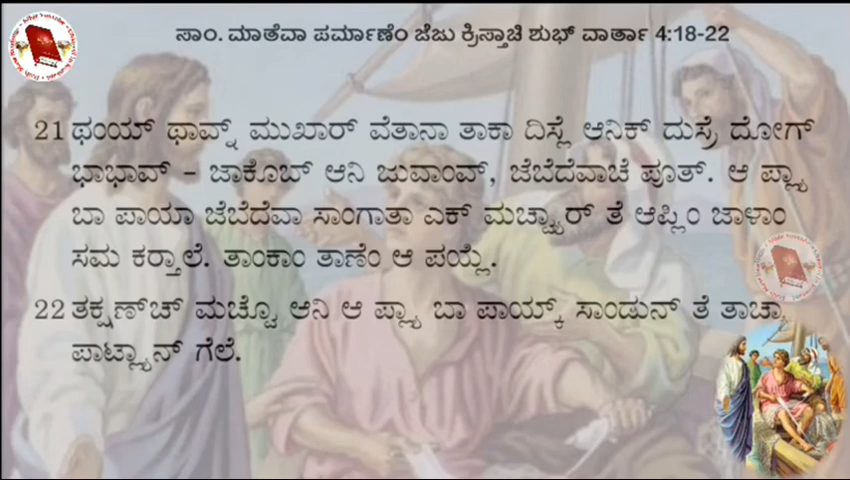 ಸಾಂ. ಮಾತೆವಾ ಪರ್ಮಾಣೆಂ ಜೆಜು ಕ್ರಿಸ್ತಾಚಿ ಶುಭ್ ವಾರ್ತಾ 4:18-22
21 ಥಂಯ್ ಥಾವ್ನ್ ಮುಖಾರ್ ವೆತಾನಾ ತಾಕಾ ದಿಸ್ಲೆ ಆನಿಕ್ ದುಸ್ರೆ ದೋಗ್
ಭಾಭಾವ್ - ಜಾಕೊಬ್ ಆನಿ ಜುವಾಂವ್, ಜೆಬೆದೆವಾಚೆ ಪೂತ್. ಆ ಪ್ಲ್ಯಾ
ಬಾ ಪಾಯಾ ಜೆಬೆದೆವಾ ಸಾಂಗಾತಾ ಎಕ್ ಮಚ್ಚ್ಯಾರ್ ತೆ ಆಪ್ಲಿಂ ಜಾಳಾಂ
ಸಮ ಕರ್‍ತಾಲೆ. ತಾಂಕಾಂ ತಾಣೆಂ ಆ ಪಯ್ಲೆ.
22 ತಕ್ಷಣ್‍ಚ್ ಮಚ್ಚೊ ಆನಿ ಆ ಪ್ಲ್ಯಾ ಬಾ ಪಾಯ್ಕ್ ಸಾಂಡುನ್ ತೆ ತಾಚ್ಯಾ
ಪಾಟ್ಲ್ಯಾನ್ ಗೆಲೆ.